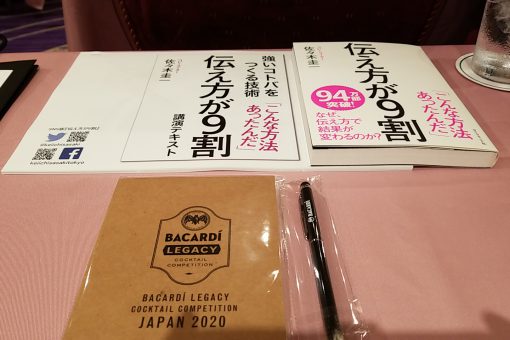 強いコトバを
つくる技術
「こんな方法
あったんだ」
伝え方が9割
佐々木圭一
講演テキスト
伝え方が9割
佐々木圭一
「こんな方法
あったんだ」
94万部
突破!
なぜ、
伝え方で
結果が
変わるのか?
BACARDÍ
LEGACY
COCKTAIL
COMPETITION
BACARDÍ LEGACY
COCKTAIL COMPETITION
JAPAN 2020
BACARDÍ